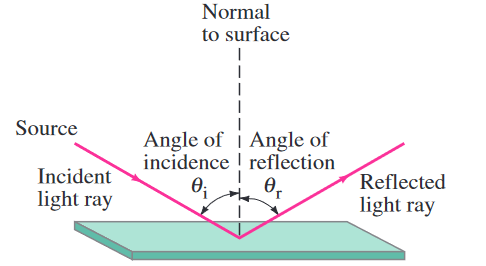 Normal
to surface
Source
Angle of
incidence
θi
Angle of
reflection
θr
Incident
light ray
Reflected
light ray